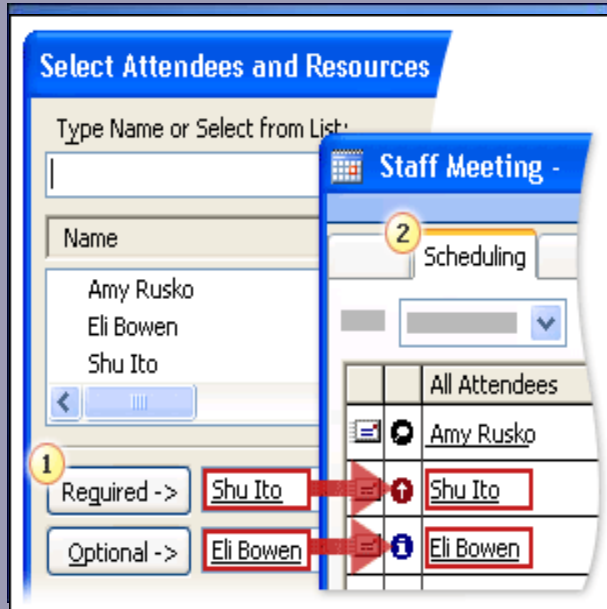 Select Attendees and Resources
Type Name or Select from List:
Name
Amy Rusko
Eli Bowen
Shu Ito
1
Required ->
Shu Ito
Optional ->
Eli Bowen
Staff Meeting -
2
Scheduling
All Attendees
Amy Rusko
Shu Ito
Eli Bowen